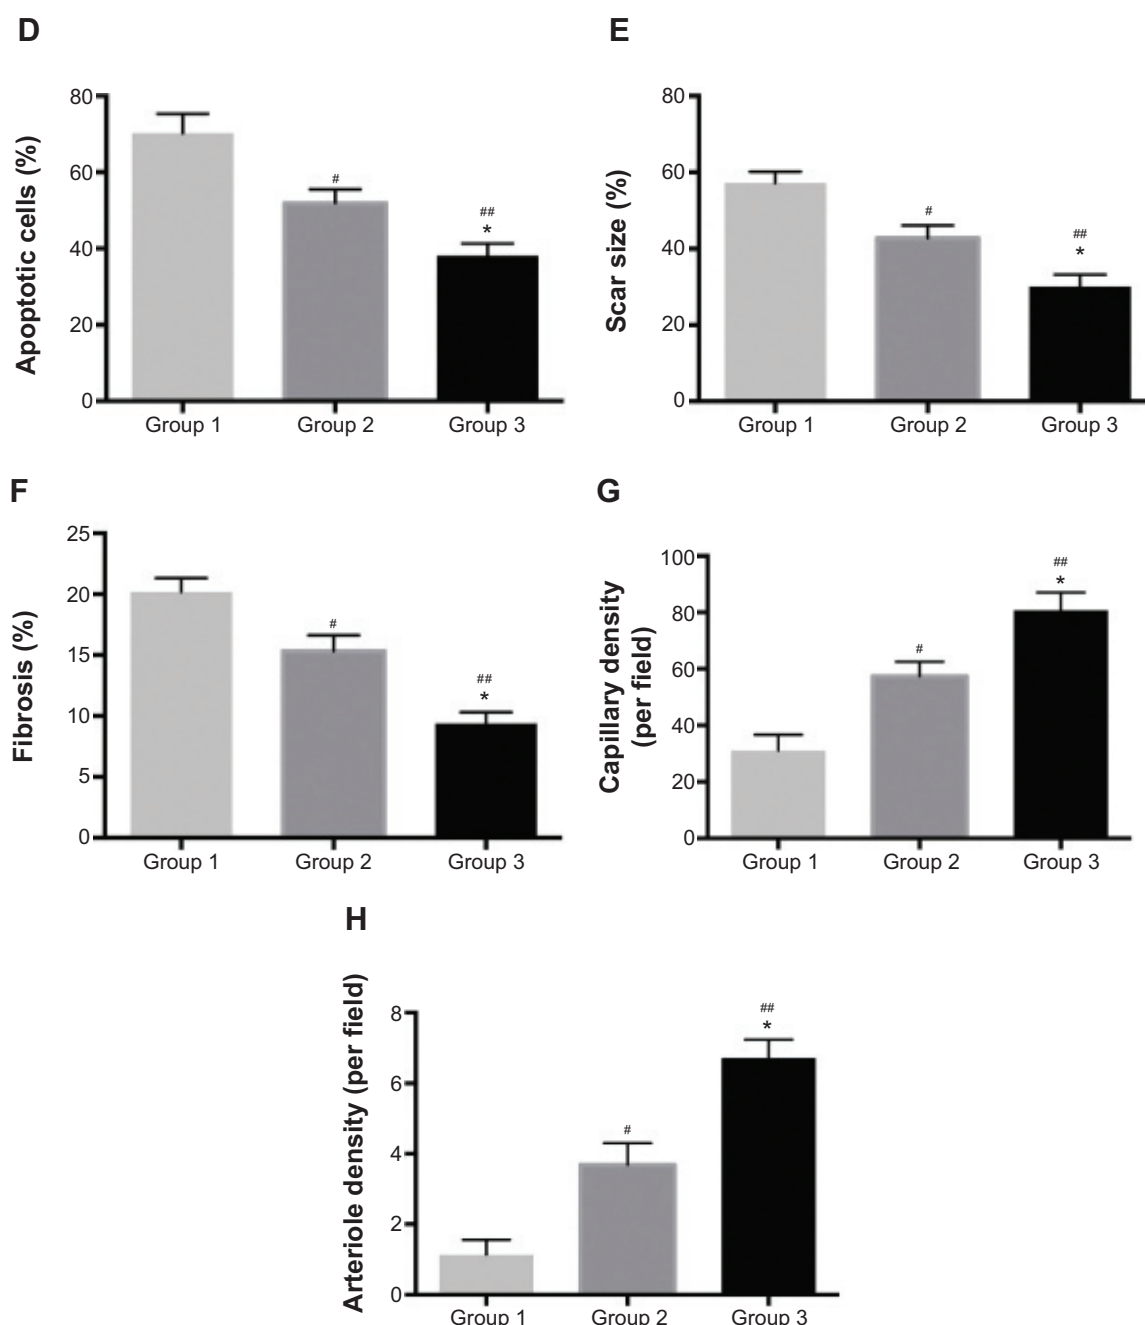 D
Apoptotic cells (%)
80
60
40
20
0
#
##
*
Group 1 Group 2 Group 3
E
Scar size (%)
80
60
40
20
0
#
##
*
Group 1 Group 2 Group 3
F
Fibrosis (%)
25
20
15
10
5
0
#
##
*
Group 1 Group 2 Group 3
G
Capillary density
(per field)
100
80
60
40
20
0
#
##
*
Group 1 Group 2 Group 3
H
Arteriole density (per field)
8
6
4
2
0
#
##
*
Group 1 Group 2 Group 3